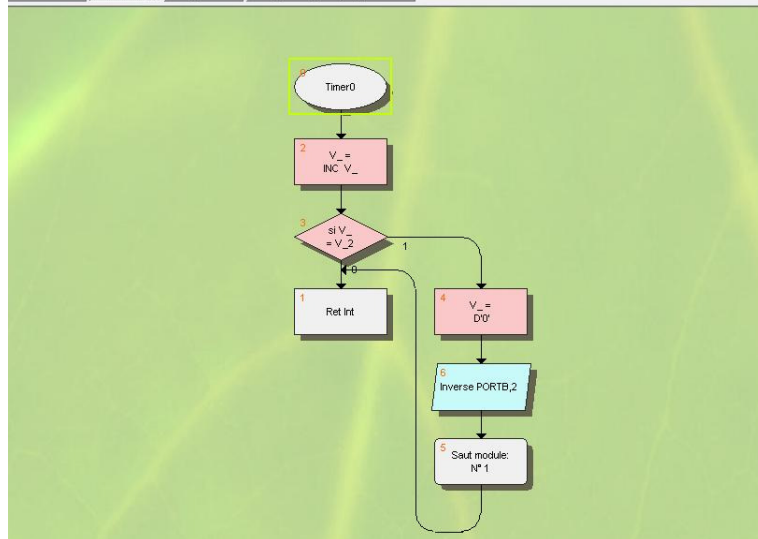 0
Timer0
2
V_ =
INC V_
3
si V_
= V_2
1
0
1
Ret Int
4
V_ =
D'0'
6
Inverse PORTB,2
5
Saut module:
N° 1